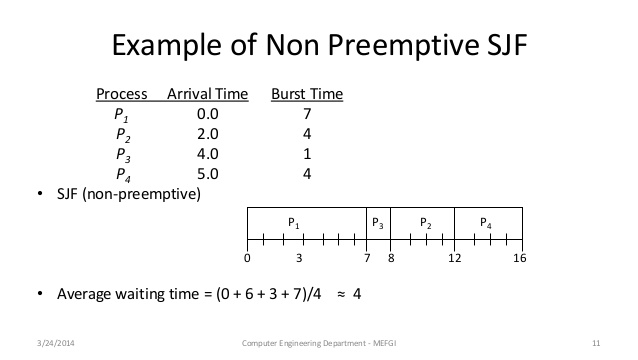 Example of Non Preemptive SJF
Process Arrival Time Burst Time
P1 0.0 7
P2 2.0 4
P3 4.0 1
P4 5.0 4
• SJF (non-preemptive)
P1 P3 P2 P4
0 3 7 8 12 16
• Average waiting time = (0 + 6 + 3 + 7)/4 ≈ 4
3/24/2014 Computer Engineering Department - MEFGI 11